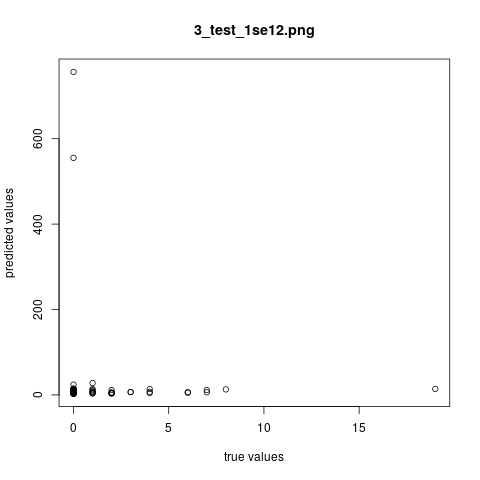 3_test_1se12.png
predicted values
600
400
200
0
0 5 10 15
true values